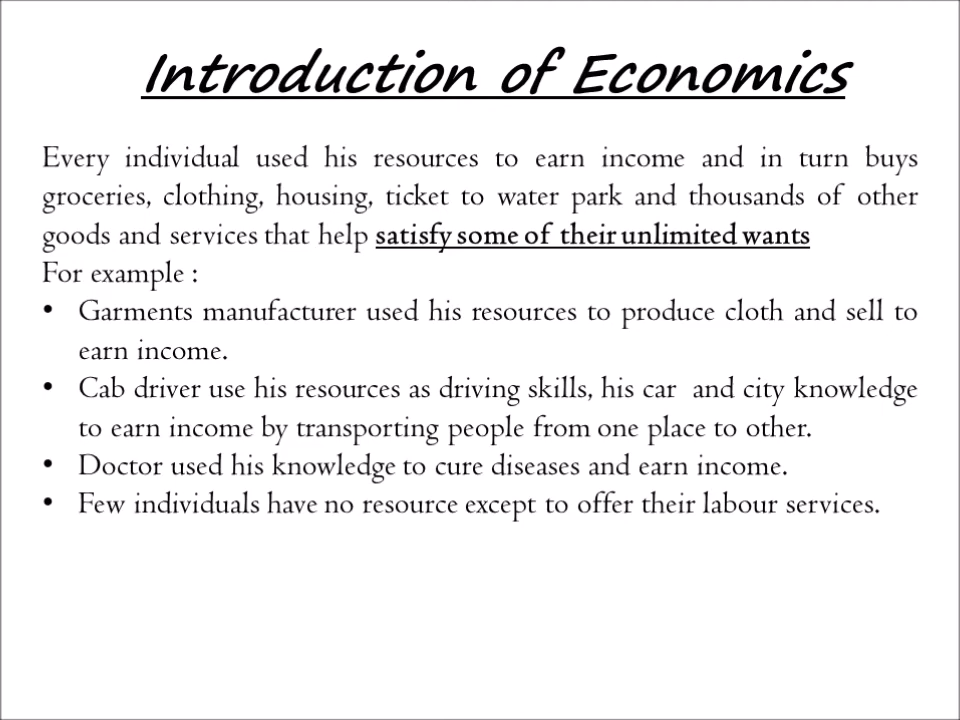 Introduction of Economics
Every individual used his resources to earn income and in turn buys
groceries, clothing, housing, ticket to water park and thousands of other
goods and services that help satisfy some of their unlimited wants
For example :
• Garments manufacturer used his resources to produce cloth and sell to
earn income.
• Cab driver use his resources as driving skills, his car and city knowledge
to earn income by transporting people from one place to other.
• Doctor used his knowledge to cure diseases and earn income.
• Few individuals have no resource except to offer their labour services.